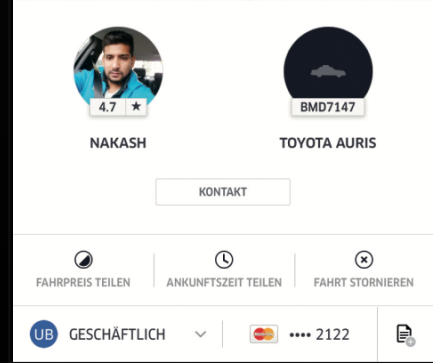 4.7 ★ BMD7147
NAKASH TOYOTA AURIS
KONTAKT
FAHRPREIS TEILEN ANKUNFTSZEIT TEILEN FAHRT STORNIEREN
UB GESCHÄFTLICH •••• 2122